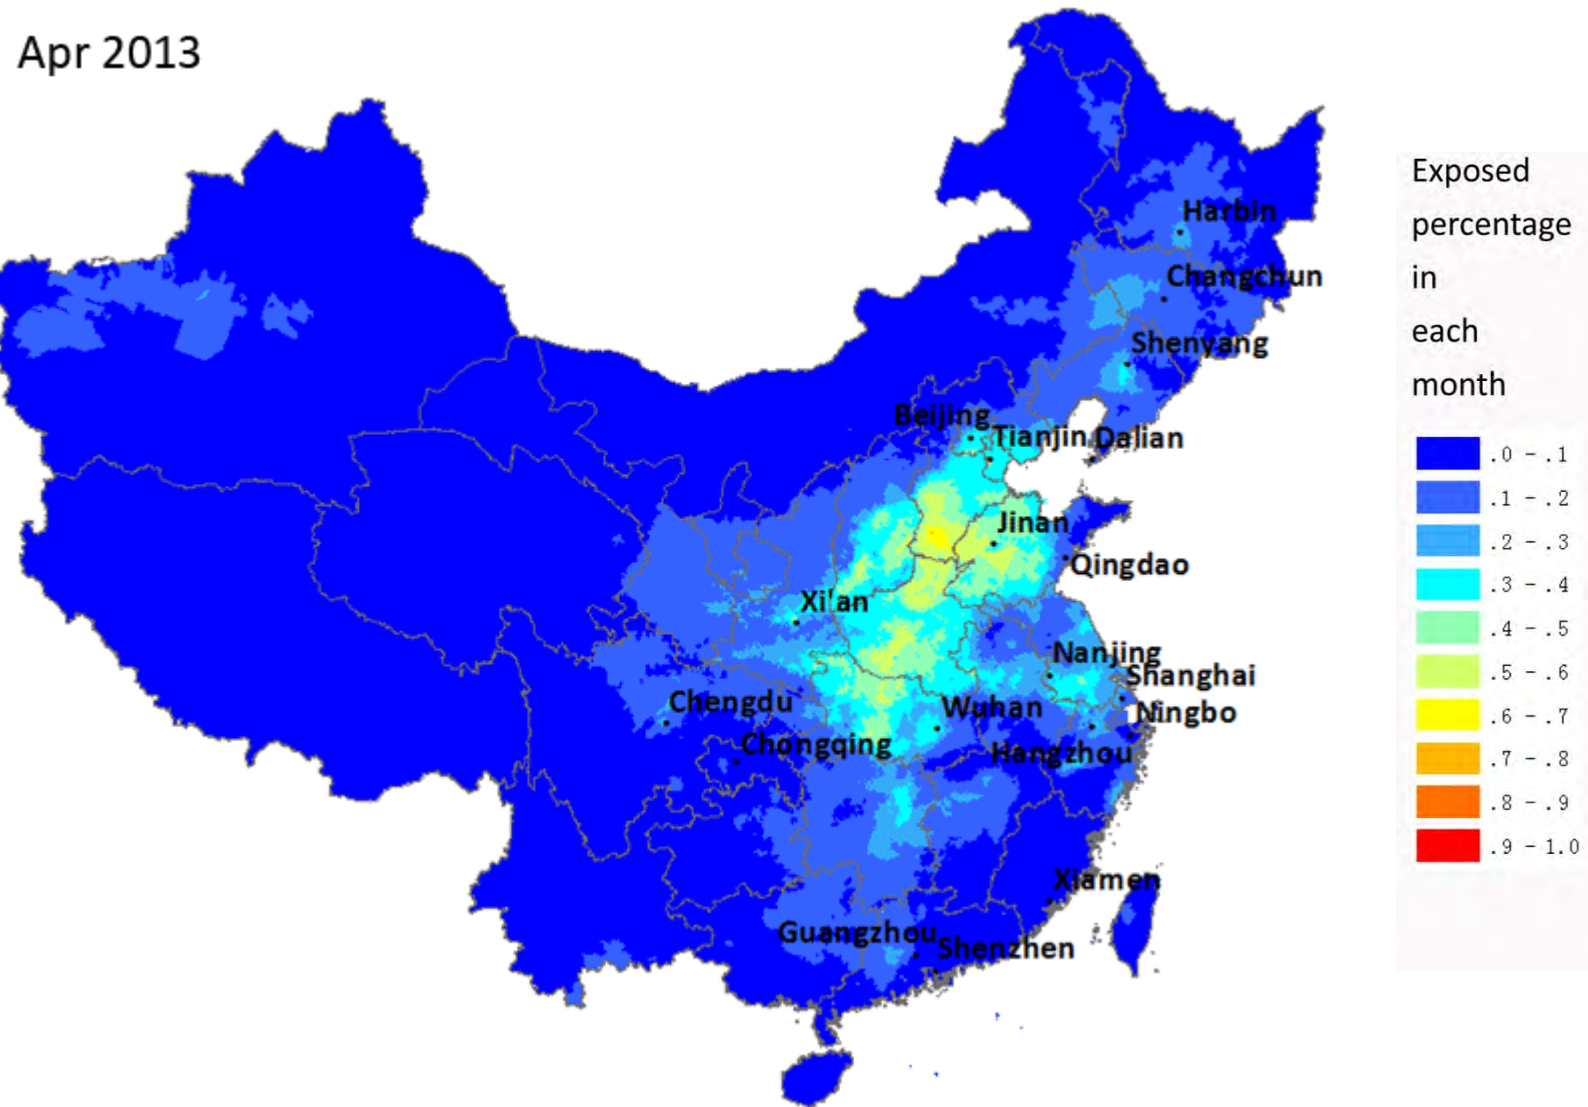 Apr 2013
Harbin
Changchun
Shenyang
Beijing
Tianjin
Dalian
Jinan
Qingdao
Xi'an
Nanjing
Shanghai
Chengdu
Wuhan
Ningbo
Chongqing
Hangzhou
Xiamen
Guangzhou
Shenzhen
Exposed
percentage
in
each
month
.0 - .1
.1 - .2
.2 - .3
.3 - .4
.4 - .5
.5 - .6
.6 - .7
.7 - .8
.8 - .9
.9 - 1.0